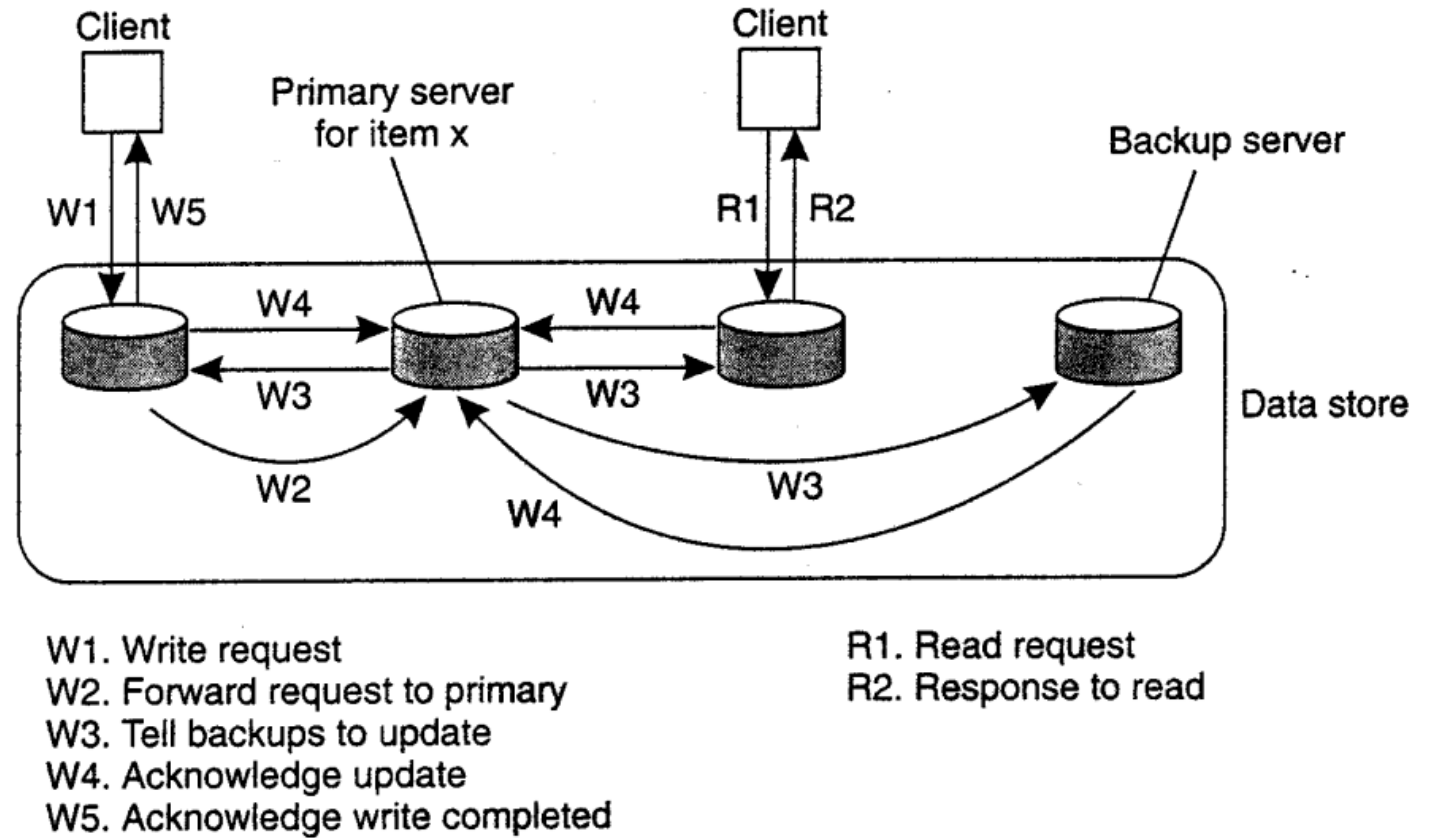 Client
Client
Primary server
for item x
Backup server
W1
W5
R1
R2
W4
W4
W3
W3
Data store
W2
W3
W4
W1. Write request
W2. Forward request to primary
W3. Tell backups to update
W4. Acknowledge update
W5. Acknowledge write completed
R1. Read request
R2. Response to read